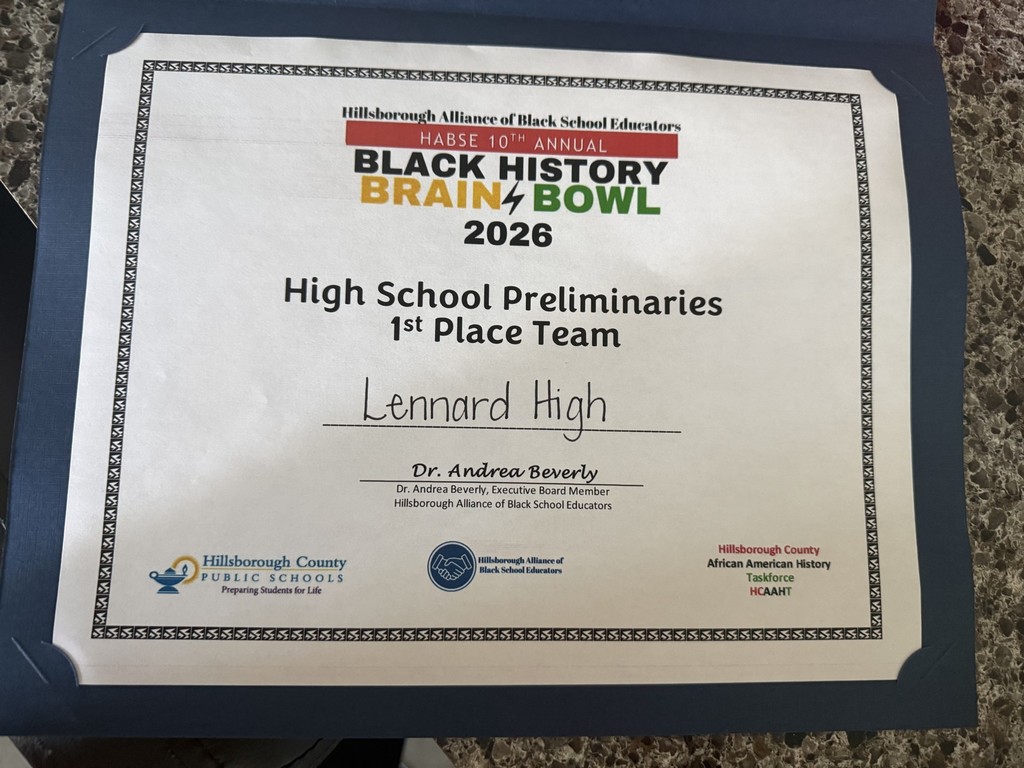 Hillsborough Alliance of Black School Educators
HABSE 10TH ANNUAL
BLACK HISTORY
BRAIN BOWL
2026
High School Preliminaries
1st Place Team
Lennard High
Dr. Andrea Beverly
Dr. Andrea Beverly, Executive Board Member
Hillsborough Alliance of Black School Educators
Hillsborough County
PUBLIC SCHOOLS
Preparing Students for Life
Hillsborough Alliance of
Black School Educators
Hillsborough County
African American History
Taskforce
HCAAHT